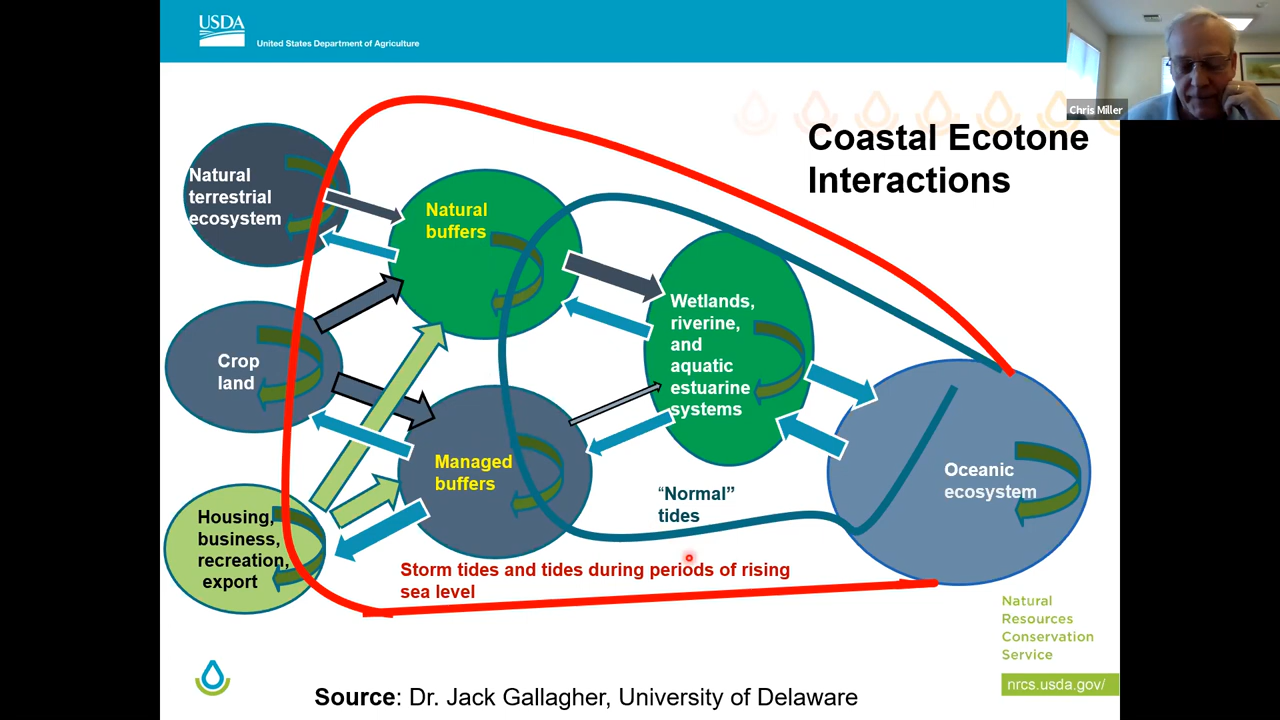 USDA
United States Department of Agriculture
Chris Miller
Coastal Ecotone
Interactions
Natural
terrestrial
ecosystem
Natural
buffers
Wetlands,
riverine,
and
aquatic
estuarine
systems
Crop
land
Managed
buffers
Oceanic
ecosystem
"Normal”
tides
Housing,
business,
recreation,
export
Storm tides and tides during periods of rising
sea level
Natural
Resources
Conservation
Service
nrcs.usda.gov/
Source: Dr. Jack Gallagher, University of Delaware